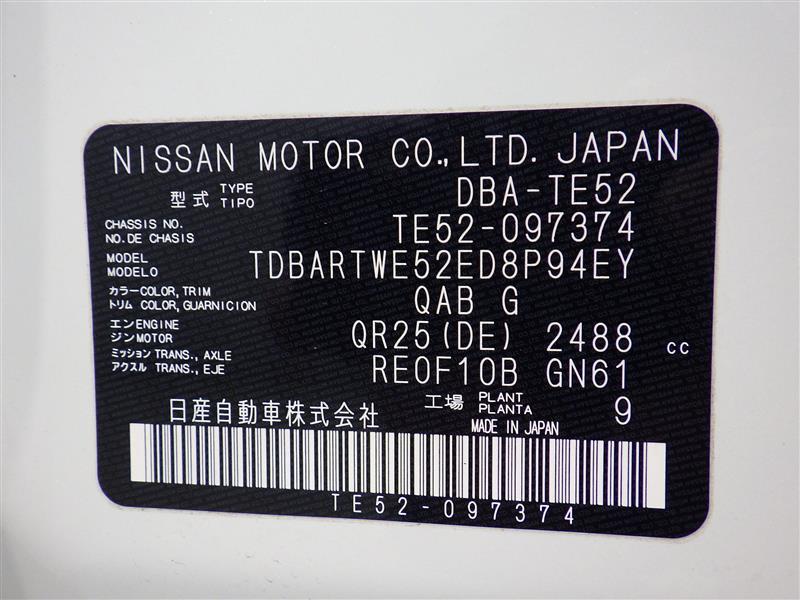 NISSAN MOTOR CO.,LTD. JAPAN
型式 TYPE TIPO DBA-TE52
CHASSIS NO. NO.DE CHASIS TE52-097374
MODEL MODELO TDBARTWE52ED8P94EY
カラー COLOR, TRIM トリム COLOR, GUARNICION QAB G
エンジン ENGINE MOTOR QR25(DE) 2488 cc
ミッション TRANS., AXLE アクスル TRANS., EJE RE0F10B GN61
日産自動車株式会社 工場 PLANT PLANTA 9
MADE IN JAPAN
TE52-097374